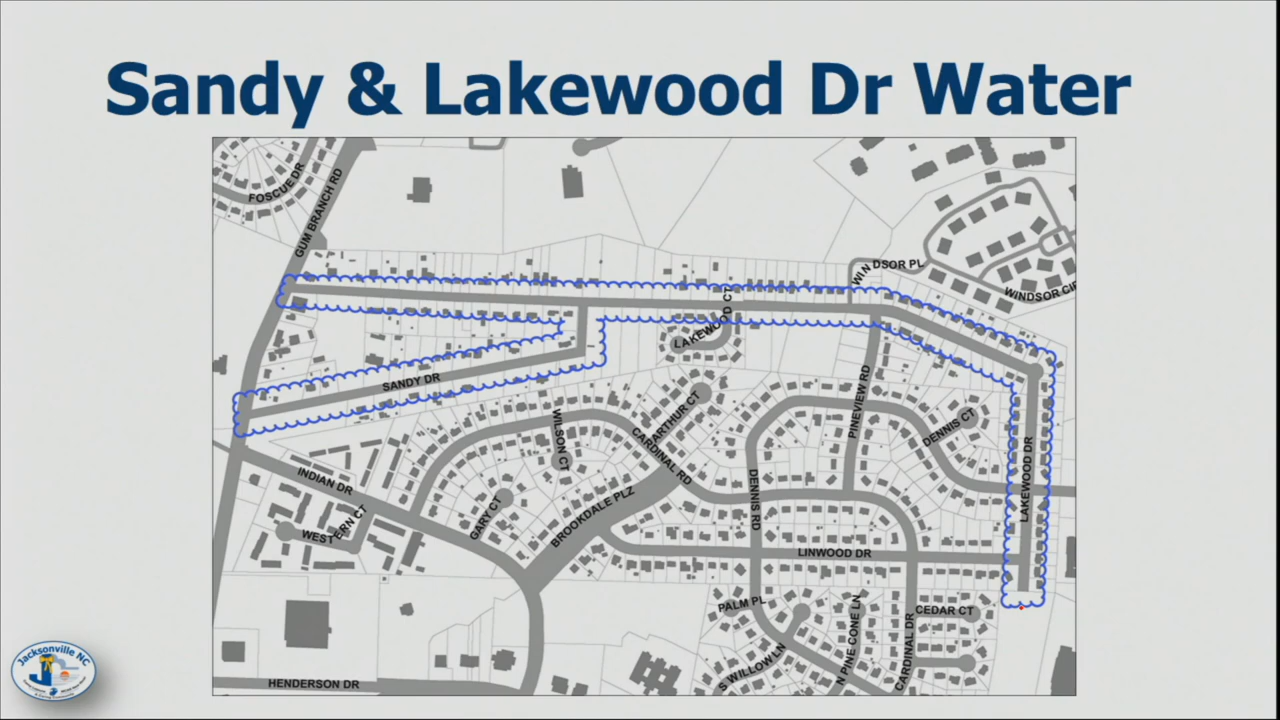 Sandy & Lakewood Dr Water
FOSCUE DR
GUM BRANCH RD
WINDSOR PL
WINDSOR CIR
LAKEWOOD CT
SANDY DR
WILSON CT
CARDINAL RD
ARTHUR CT
PINEVIEW RD
DENNIS CT
LAKEWOOD DR
INDIAN DR
WESTERN CT
GARY CT
BROOKDALE PLZ
DENNIS RD
LINWOOD DR
PALM PL
S WILLOW LN
N PINE CONE LN
CARDINAL DR
CEDAR CT
HENDERSON DR
Jacksonville NC